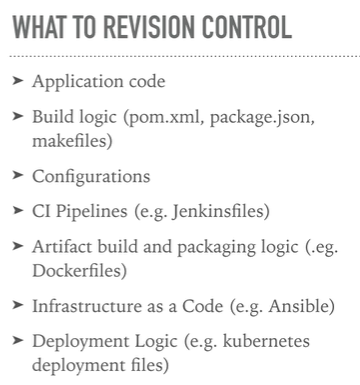 WHAT TO REVISION CONTROL
➤ Application code
➤ Build logic (pom.xml, package.json,
makefiles)
➤ Configurations
➤ CI Pipelines (e.g. Jenkinsfiles)
➤ Artifact build and packaging logic (.eg.
Dockerfiles)
➤ Infrastructure as a Code (e.g. Ansible)
➤ Deployment Logic (e.g. kubernetes
deployment files)